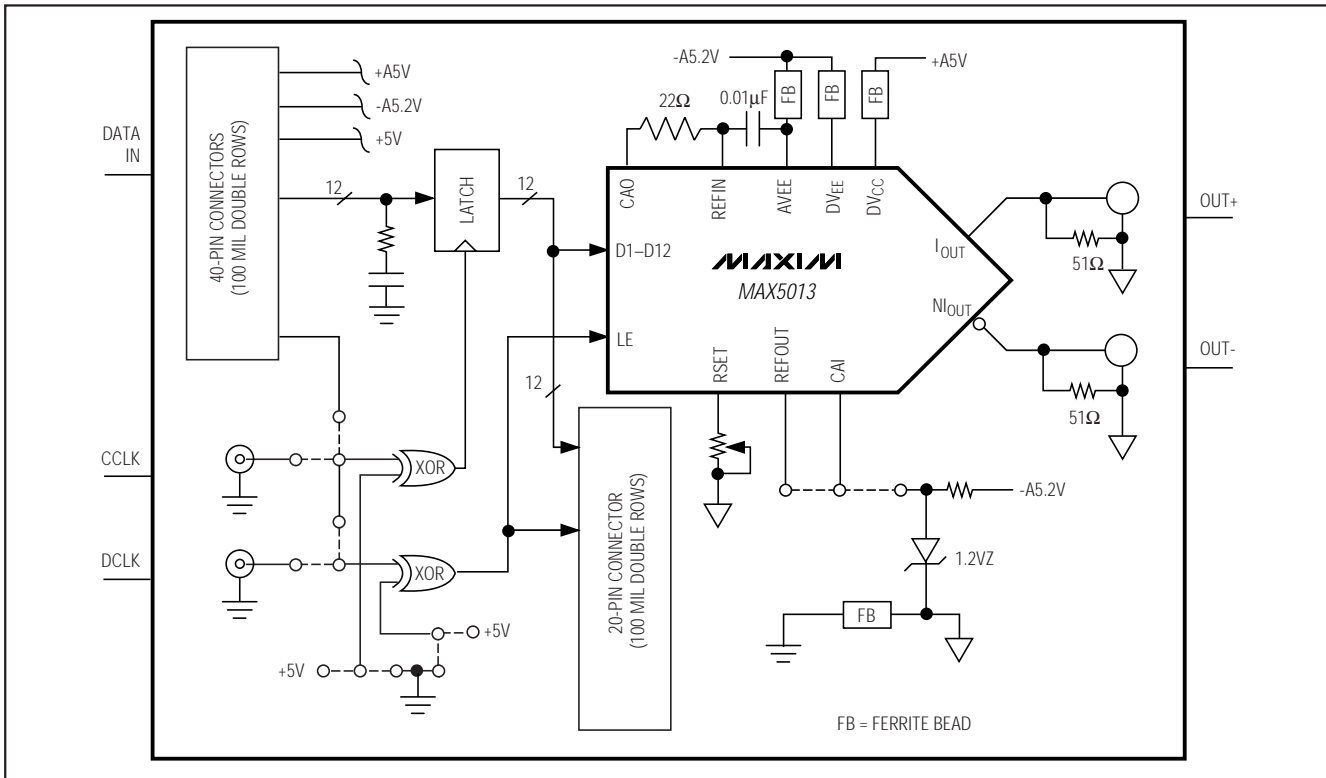 DATA
IN
CCLK
DCLK
40-PIN CONNECTORS
(100 MIL DOUBLE ROWS)
+A5V
-A5.2V
+5V
12
LATCH
12
12
XOR
XOR
+5V
+5V
20-PIN CONNECTOR
(100 MIL DOUBLE ROWS)
-A5.2V
+A5V
22Ω
0.01µF
FB
FB
FB
CAO
REFIN
AVEE
DVEE
DVCC
D1–D12
MAXIM
MAX5013
LE
RSET
REFOUT
CAI
IOUT
NIOUT
51Ω
51Ω
OUT+
OUT-
-A5.2V
1.2VZ
FB
FB = FERRITE BEAD